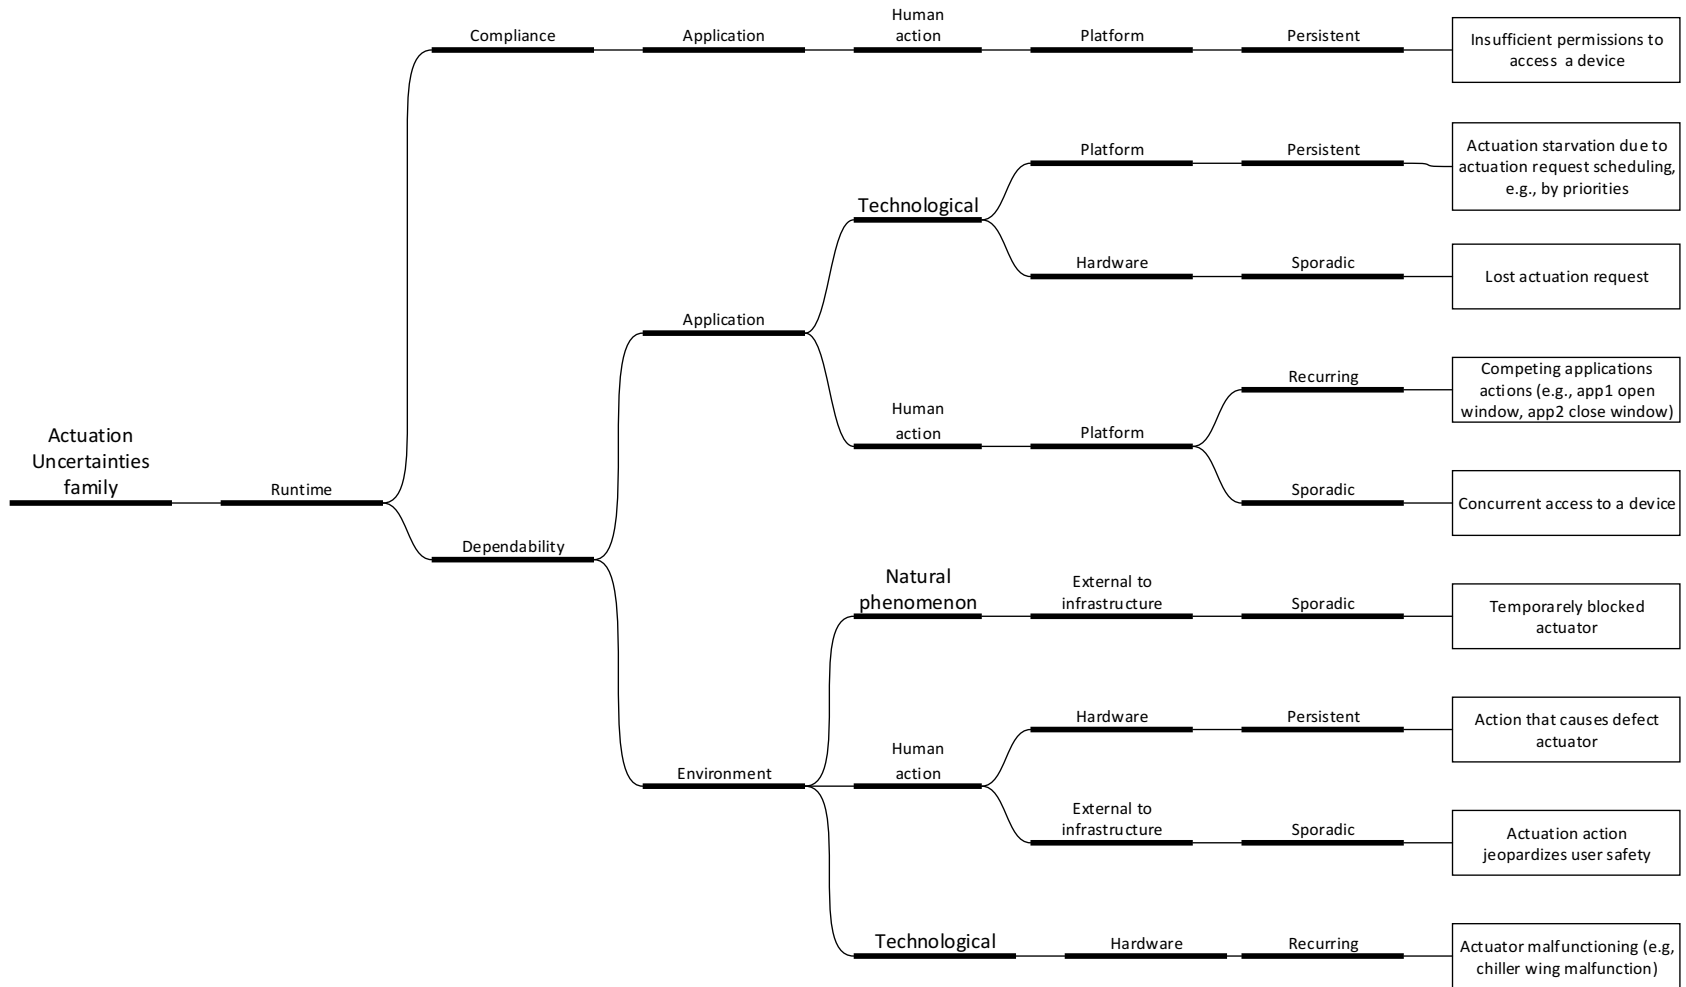 Human
action
Compliance
Application
Platform
Persistent
Insufficient permissions to
access a device
Technological
Platform
Persistent
Actuation starvation due to
actuation request scheduling,
e.g., by priorities
Hardware
Sporadic
Lost actuation request
Application
Human
action
Platform
Recurring
Competing applications
actions (e.g., app1 open
window, app2 close window)
Sporadic
Concurrent access to a device
Actuation
Uncertainties
family
Runtime
Dependability
Natural
phenomenon
External to
infrastructure
Sporadic
Temporarely blocked
actuator
Environment
Human
action
Hardware
Persistent
Action that causes defect
actuator
External to
infrastructure
Sporadic
Actuation action
jeopardizes user safety
Technological
Hardware
Recurring
Actuator malfunctioning (e.g,
chiller wing malfunction)